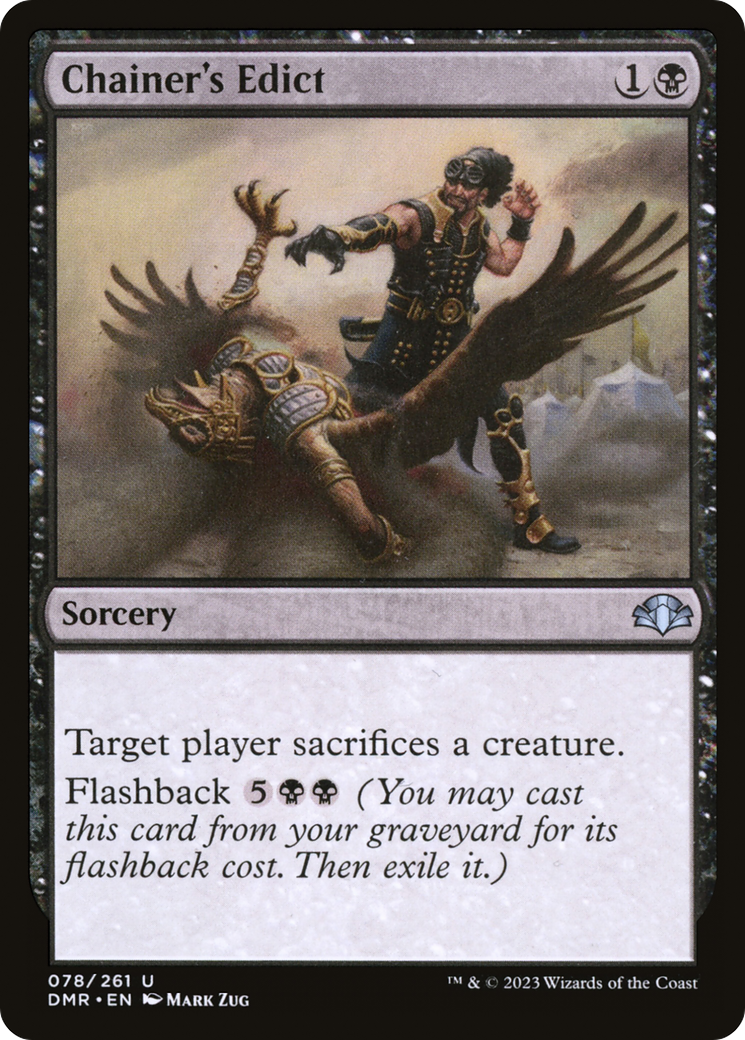 Chainer's Edict 1
Sorcery
Target player sacrifices a creature.
Flashback 5 (You may cast
this card from your graveyard for its
flashback cost. Then exile it.)
078/261 U
DMR • EN Mark Zug
™ & © 2023 Wizards of the Coast